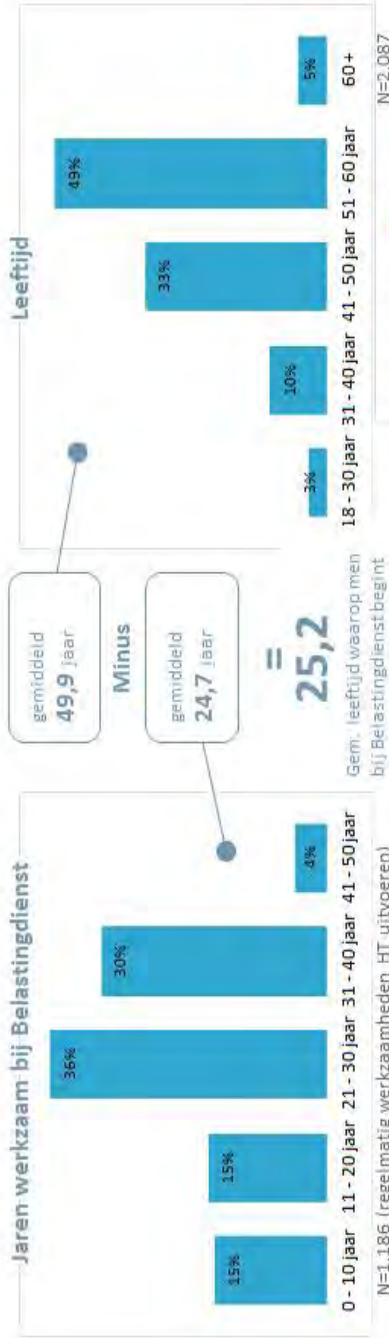 Jaren werkzaam bij Belastingdienst
15%
15%
36%
30%
4%
0 - 10 jaar 11 - 20 jaar 21 - 30 jaar 31 - 40 jaar 41 - 50 jaar
N=1.186 (regelmatig werkzaamheden HT uitvoeren)
gemiddeld
49,9 jaar
Minus
gemiddeld
24,7 jaar
=
25,2
Gem. leeftijd waarop men
bij Belastingdienst begint
Leeftijd
3%
10%
33%
49%
5%
18 - 30 jaar 31 - 40 jaar 41 - 50 jaar 51 - 60 jaar 60+
N=2.087